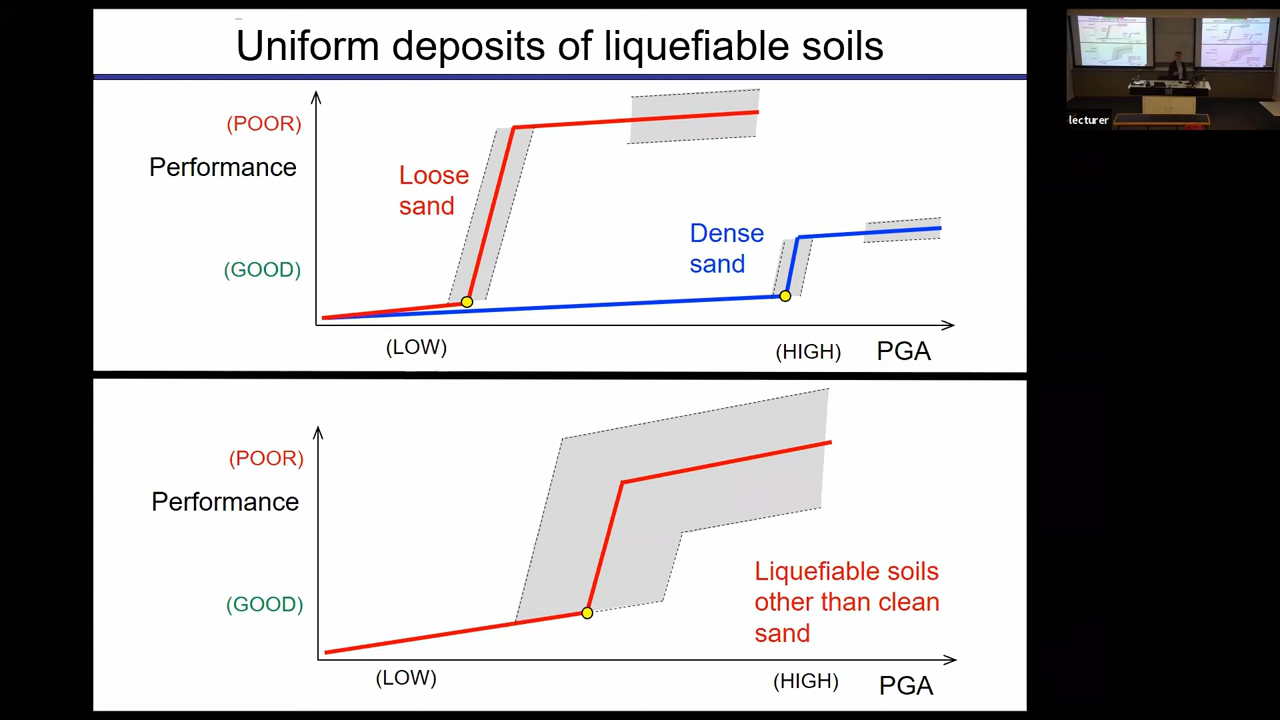 Uniform deposits of liquefiable soils
(POOR)
Performance
(GOOD)
Loose
sand
Dense
sand
(LOW)
(HIGH)
PGA
(POOR)
Performance
(GOOD)
Liquefiable soils
other than clean
sand
(LOW)
(HIGH)
PGA
lecturer